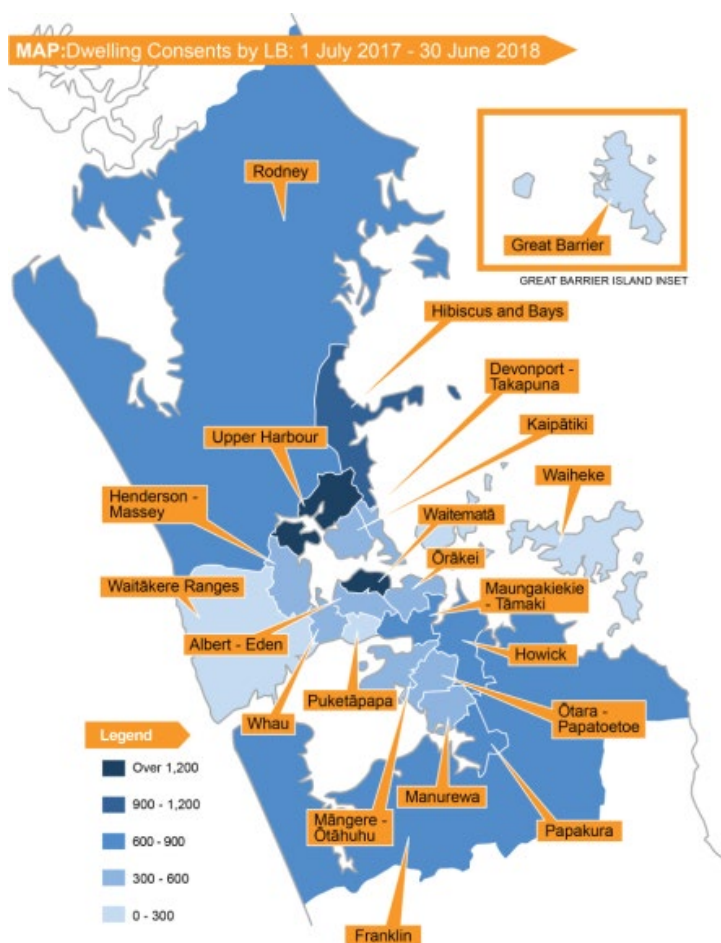 MAP:Dwelling Consents by LB: 1 July 2017 - 30 June 2018
Rodney
Great Barrier
GREAT BARRIER ISLAND INSET
Hibiscus and Bays
Devonport -
Takapuna
Kaipātiki
Upper Harbour
Waiheke
Henderson -
Massey
Waitematā
Ōrākei
Waitākere Ranges
Maungakiekie
- Tāmaki
Albert - Eden
Howick
Puketāpapa
Whau
Ōtara -
Papatoetoe
Legend
Over 1,200
900 - 1,200
600 - 900
300 - 600
0 - 300
Manurewa
Māngere -
Ōtāhuhu
Papakura
Franklin